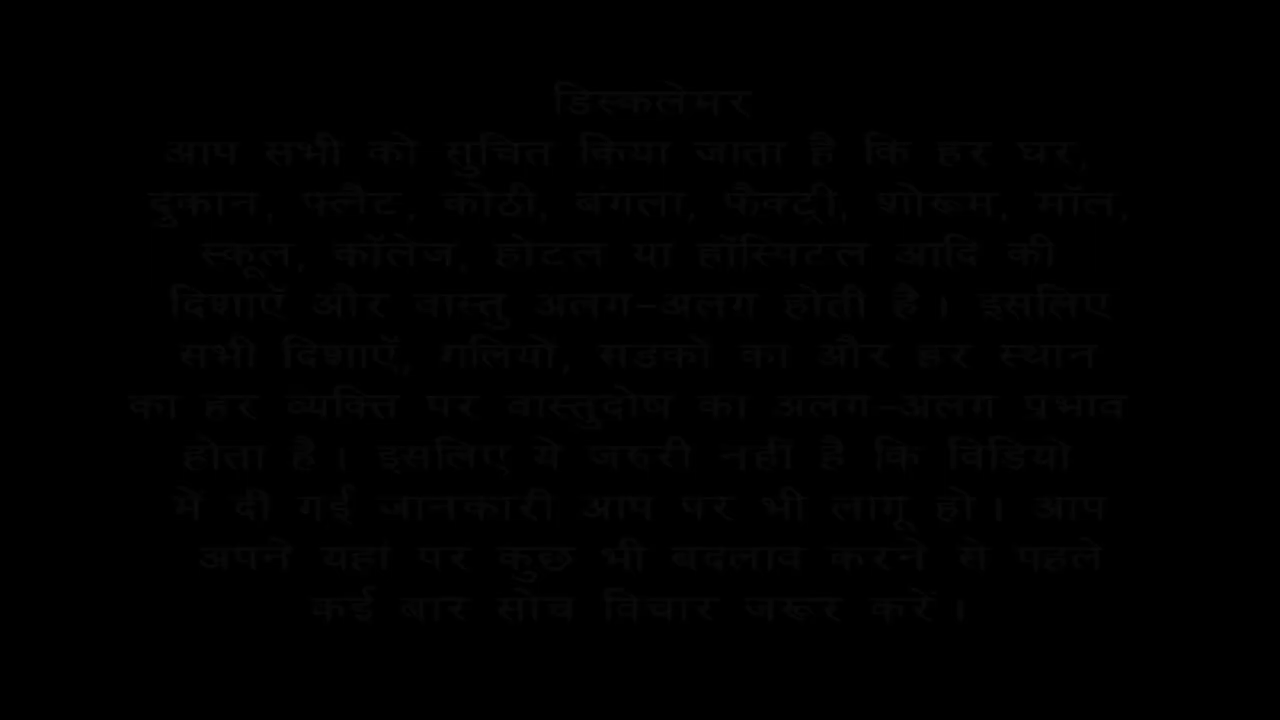 डिस्कलेमर
आप सभी को सुचित किया जाता है कि हर घर,
दुकान, फ्लैट, कोठी, बंगला, फैक्ट्री, शोरूम, मॉल,
स्कूल, कॉलेज, होटल या हॉस्पिटल आदि की
दिशाएँ और वास्तु अलग-अलग होती है। इसलिए
सभी दिशाएँ, गलियो, सडको का और हर स्थान
का हर व्यक्ति पर वास्तुदोष का अलग-अलग प्रभाव
होता है। इसलिए ये जरुरी नहीं है कि विडियो
में दी गई जानकारी आप पर भी लागू हो। आप
अपने यहां पर कुछ भी बदलाव करने से पहले
कई बार सोच विचार जरूर करें।